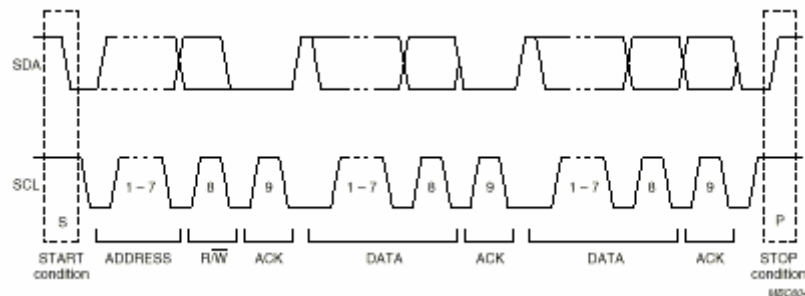 SDA
SCL
1 – 7 8 9 1 – 7 8 9 1 – 7 8 9
S P
START condition ADDRESS R/W̅ ACK DATA ACK DATA ACK STOP condition